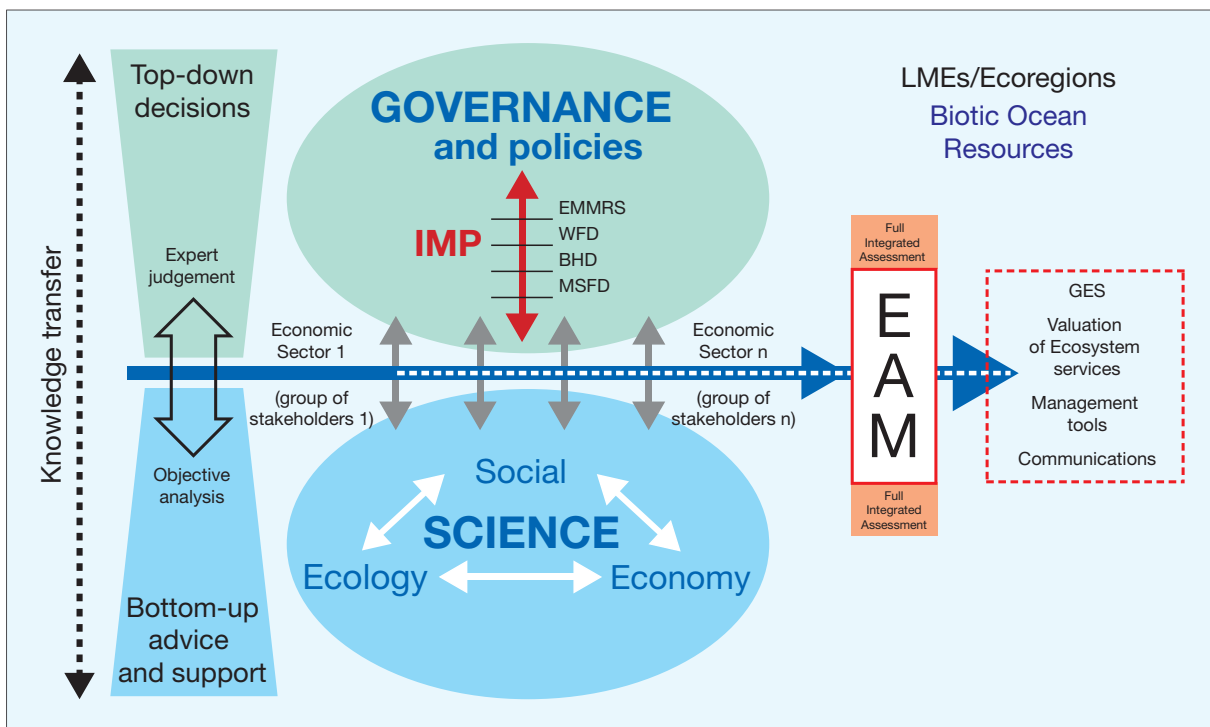 Knowledge transfer
Top-down
decisions
Expert
judgement
Objective
analysis
Bottom-up
advice
and support
GOVERNANCE
and policies
IMP
EMMRS
WFD
BHD
MSFD
Economic
Sector 1
(group of
stakeholders 1)
Economic
Sector n
(group of
stakeholders n)
Social
SCIENCE
Ecology
Economy
LMEs/Ecoregions
Biotic Ocean
Resources
Full
Integrated
Assessment
E
A
M
Full
Integrated
Assessment
GES
Valuation
of Ecosystem
services
Management
tools
Communications